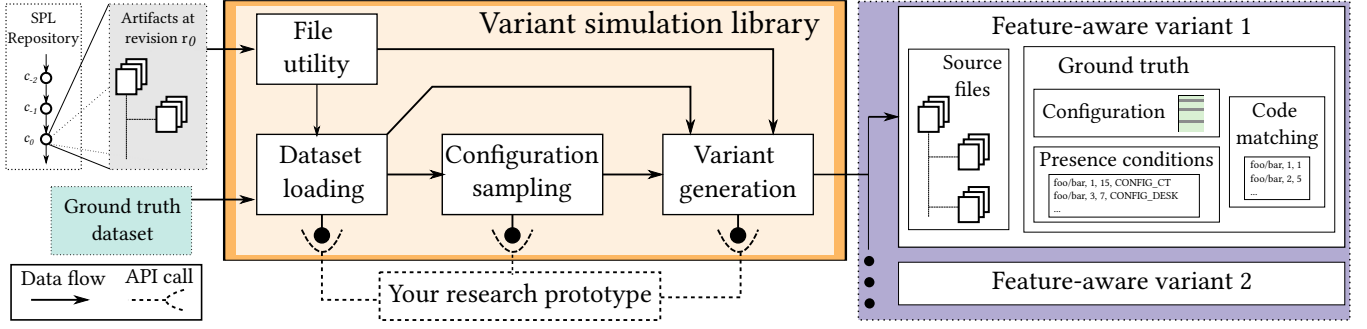 SPL
Repository
c-2
c-1
c0
Artifacts at
revision r0
Ground truth
dataset
Data flow
API call
Variant simulation library
File
utility
Dataset
loading
Configuration
sampling
Variant
generation
Your research prototype
Feature-aware variant 1
Source
files
Ground truth
Configuration
Presence conditions
foo/bar, 1, 15, CONFIG_CT
foo/bar, 3, 7, CONFIG_DESK
...
Code
matching
foo/bar, 1, 1
foo/bar, 2, 5
...
Feature-aware variant 2